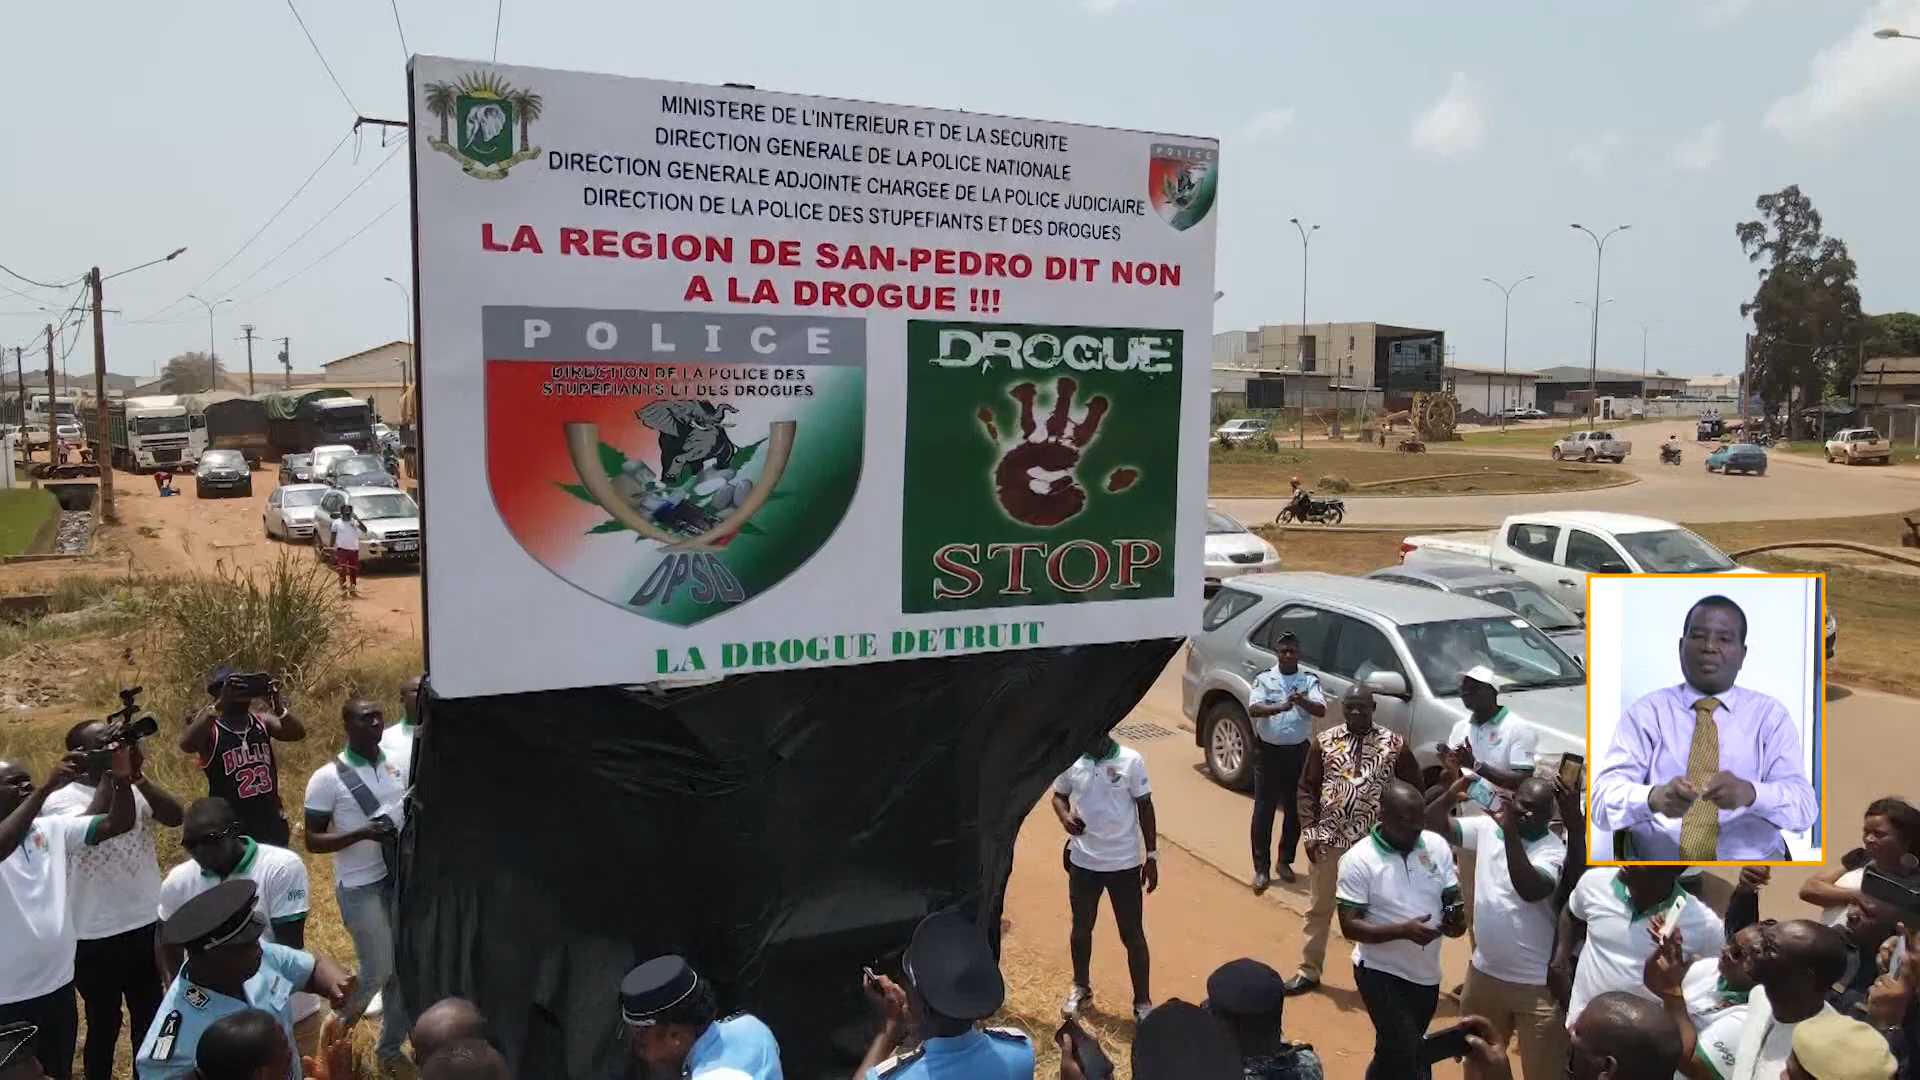 MINISTERE DE L'INTERIEUR ET DE LA SECURITE
DIRECTION GENERALE DE LA POLICE NATIONALE
DIRECTION GENERALE ADJOINTE CHARGEE DE LA POLICE JUDICIAIRE
DIRECTION DE LA POLICE DES STUPEFIANTS ET DES DROGUES
POLICE
LA REGION DE SAN-PEDRO DIT NON
A LA DROGUE !!!
POLICE
DIRECTION DE LA POLICE DES
STUPEFIANTS ET DES DROGUES
DPSD
DROGUE
STOP
LA DROGUE DETRUIT
BULLS
23
DPSD
DPSD